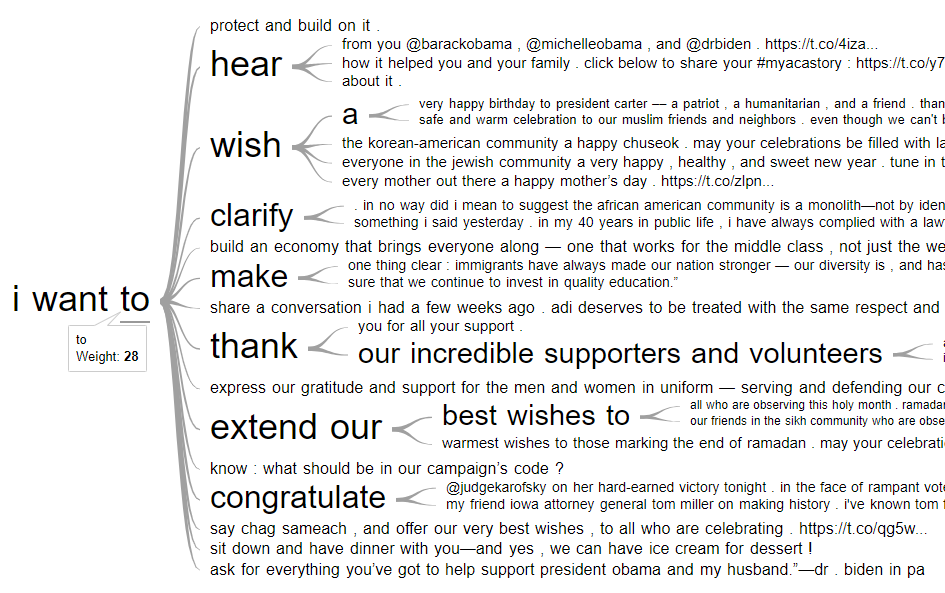 protect and build on it .
hear
from you @barackobama , @michelleobama , and @drbiden . https://t.co/4iza...
how it helped you and your family . click below to share your #myacastory : https://t.co/y7
about it .
wish
a
very happy birthday to president carter — a patriot , a humanitarian , and a friend . than
safe and warm celebration to our muslim friends and neighbors . even though we can't b
the korean-american community a happy chuseok . may your celebrations be filled with la
everyone in the jewish community a very happy , healthy , and sweet new year . tune in t
every mother out there a happy mother's day . https://t.co/zlpn...
clarify
. in no way did i mean to suggest the african american community is a monolith—not by iden
something i said yesterday . in my 40 years in public life , i have always complied with a law
build an economy that brings everyone along — one that works for the middle class , not just the we
make
one thing clear : immigrants have always made our nation stronger — our diversity is , and has
sure that we continue to invest in quality education.”
i want to
to
Weight: 28
share a conversation i had a few weeks ago . adi deserves to be treated with the same respect and
thank
you for all your support .
our incredible supporters and volunteers
express our gratitude and support for the men and women in uniform — serving and defending our c
extend our
best wishes to
all who are observing this holy month . ramadan
our friends in the sikh community who are obse
warmest wishes to those marking the end of ramadan . may your celebrati
know : what should be in our campaign's code ?
congratulate
@judgekarofsky on her hard-earned victory tonight . in the face of rampant vote
my friend iowa attorney general tom miller on making history . i've known tom f
say chag sameach , and offer our very best wishes , to all who are celebrating . https://t.co/qg5w...
sit down and have dinner with you—and yes , we can have ice cream for dessert !
ask for everything you've got to help support president obama and my husband.”—dr . biden in pa